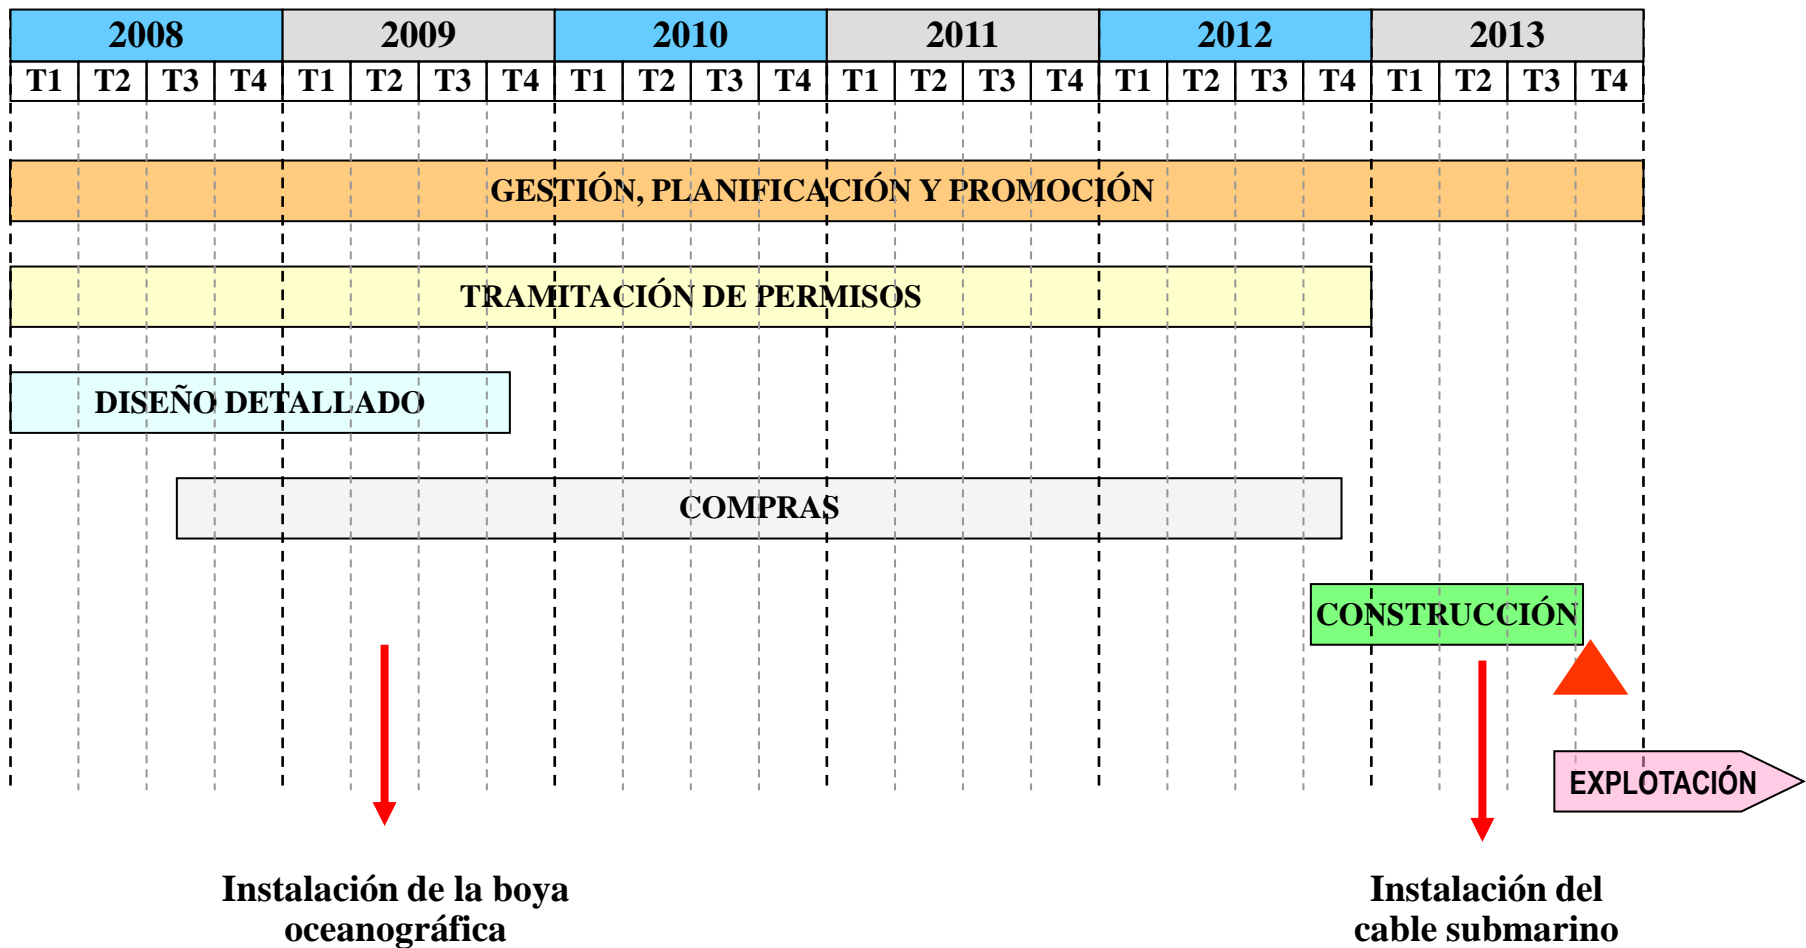 2008 2009 2010 2011 2012 2013
T1 T2 T3 T4 T1 T2 T3 T4 T1 T2 T3 T4 T1 T2 T3 T4 T1 T2 T3 T4 T1 T2 T3 T4
GESTIÓN, PLANIFICACIÓN Y PROMOCIÓN
TRAMITACIÓN DE PERMISOS
DISEÑO DETALLADO
COMPRAS
CONSTRUCCIÓN
EXPLOTACIÓN
Instalación de la boya
oceanográfica
Instalación del
cable submarino